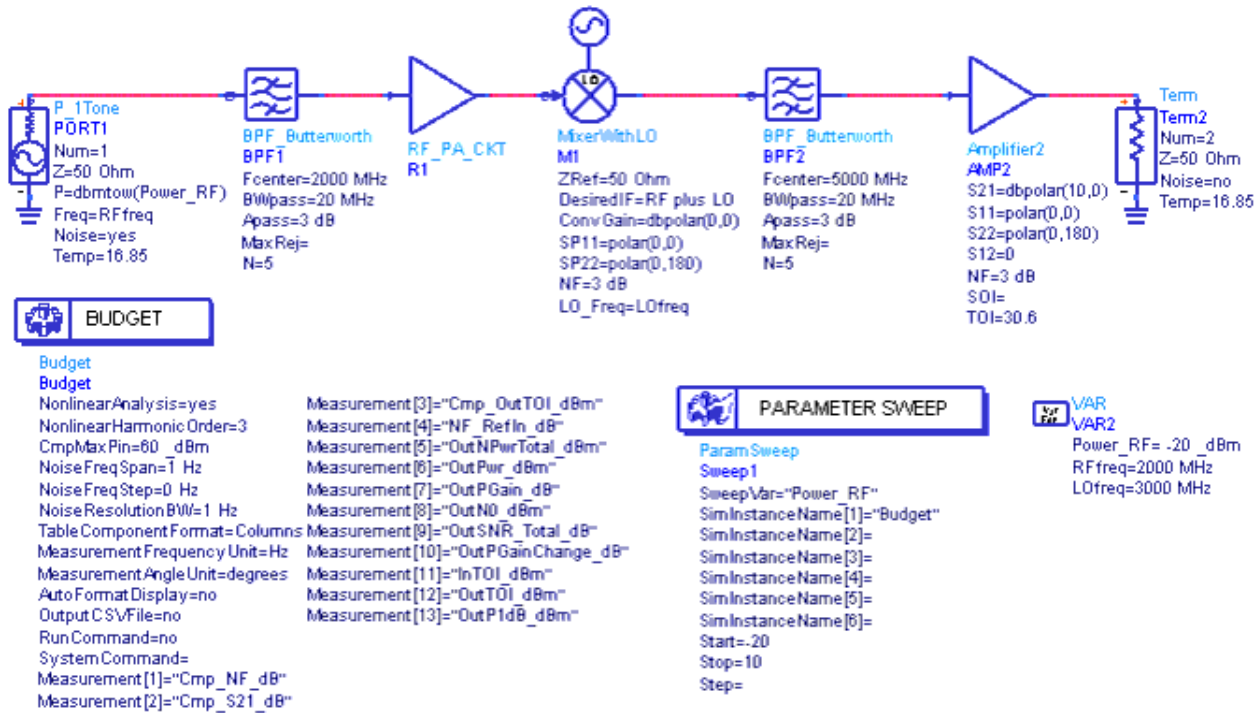 LO
P_1Tone
PORT1
Num=1
Z=50 Ohm
P=dbmtow(Power_RF)
Freq=RFfreq
Noise=yes
Temp=16.85
BPF_Butterworth
BPF1
Fcenter=2000 MHz
BWpass=20 MHz
Apass=3 dB
MaxRej=
N=5
RF_PA_CKT
R1
MixerWithLO
M1
ZRef=50 Ohm
DesiredIF=RF plus LO
ConvGain=dbpolar(0,0)
SP11=polar(0,0)
SP22=polar(0,180)
NF=3 dB
LO_Freq=LOfreq
BPF_Butterworth
BPF2
Fcenter=5000 MHz
BWpass=20 MHz
Apass=3 dB
MaxRej=
N=5
Amplifier2
AMP2
S21=dbpolar(10,0)
S11=polar(0,0)
S22=polar(0,180)
S12=0
NF=3 dB
SOI=
TOI=30.6
Term
Term2
Num=2
Z=50 Ohm
Noise=no
Temp=16.85
BUDGET
Budget
Budget
NonlinearAnalysis=yes
NonlinearHarmonicOrder=3
CmpMaxPin=60 _dBm
NoiseFreqSpan=1 Hz
NoiseFreqStep=0 Hz
NoiseResolutionBW=1 Hz
TableComponentFormat=Columns
MeasurementFrequencyUnit=Hz
MeasurementAngleUnit=degrees
AutoFormatDisplay=no
OutputCSVFile=no
RunCommand=no
SystemCommand=
Measurement[1]="Cmp_NF_dB"
Measurement[2]="Cmp_S21_dB"
Measurement[3]="Cmp_OutTOI_dBm"
Measurement[4]="NF_RefIn_dB"
Measurement[5]="OutNPwrTotal_dBm"
Measurement[6]="OutPwr_dBm"
Measurement[7]="OutPGain_dB"
Measurement[8]="OutN0_dBm"
Measurement[9]="OutSNR_Total_dB"
Measurement[10]="OutPGainChange_dB"
Measurement[11]="InTOI_dBm"
Measurement[12]="OutTOI_dBm"
Measurement[13]="OutP1dB_dBm"
PARAMETER SWEEP
ParamSweep
Sweep1
SweepVar="Power_RF"
SimInstanceName[1]="Budget"
SimInstanceName[2]=
SimInstanceName[3]=
SimInstanceName[4]=
SimInstanceName[5]=
SimInstanceName[6]=
Start=-20
Stop=10
Step=
Var
Eqn
VAR
VAR2
Power_RF= -20 _dBm
RFfreq=2000 MHz
LOfreq=3000 MHz